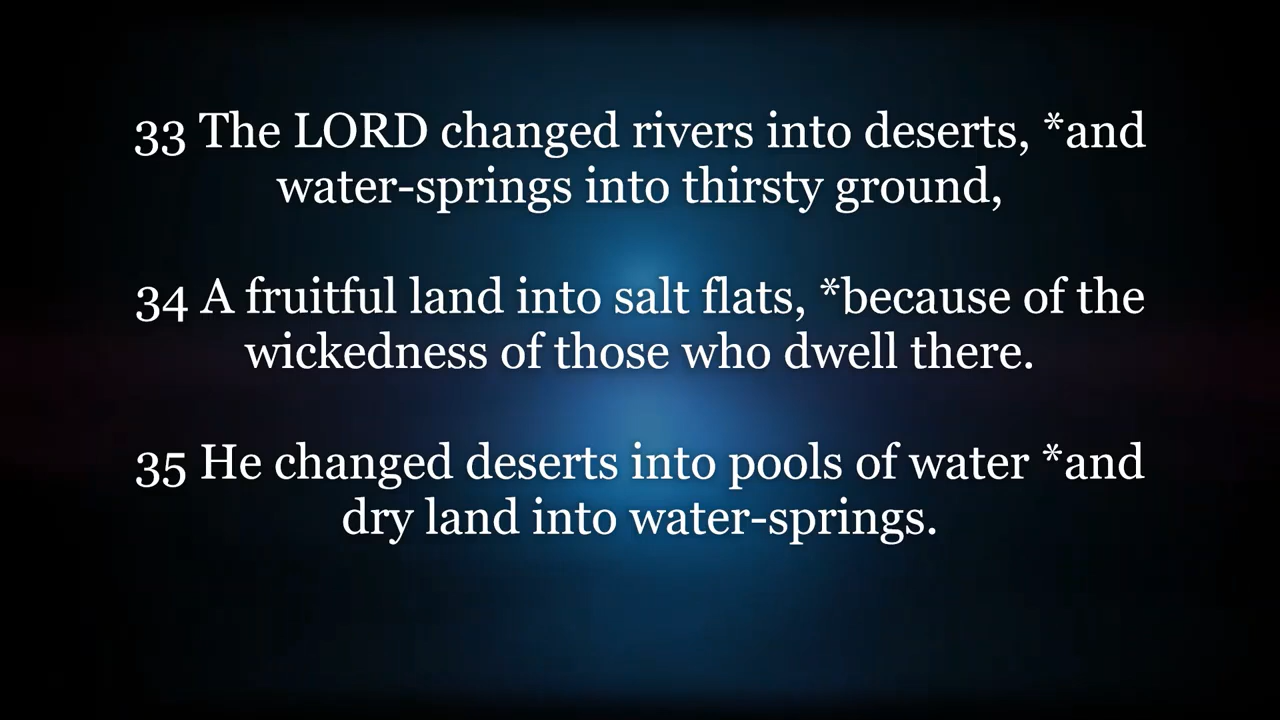 33 The LORD changed rivers into deserts, *and
water-springs into thirsty ground,
34 A fruitful land into salt flats, *because of the
wickedness of those who dwell there.
35 He changed deserts into pools of water *and
dry land into water-springs.